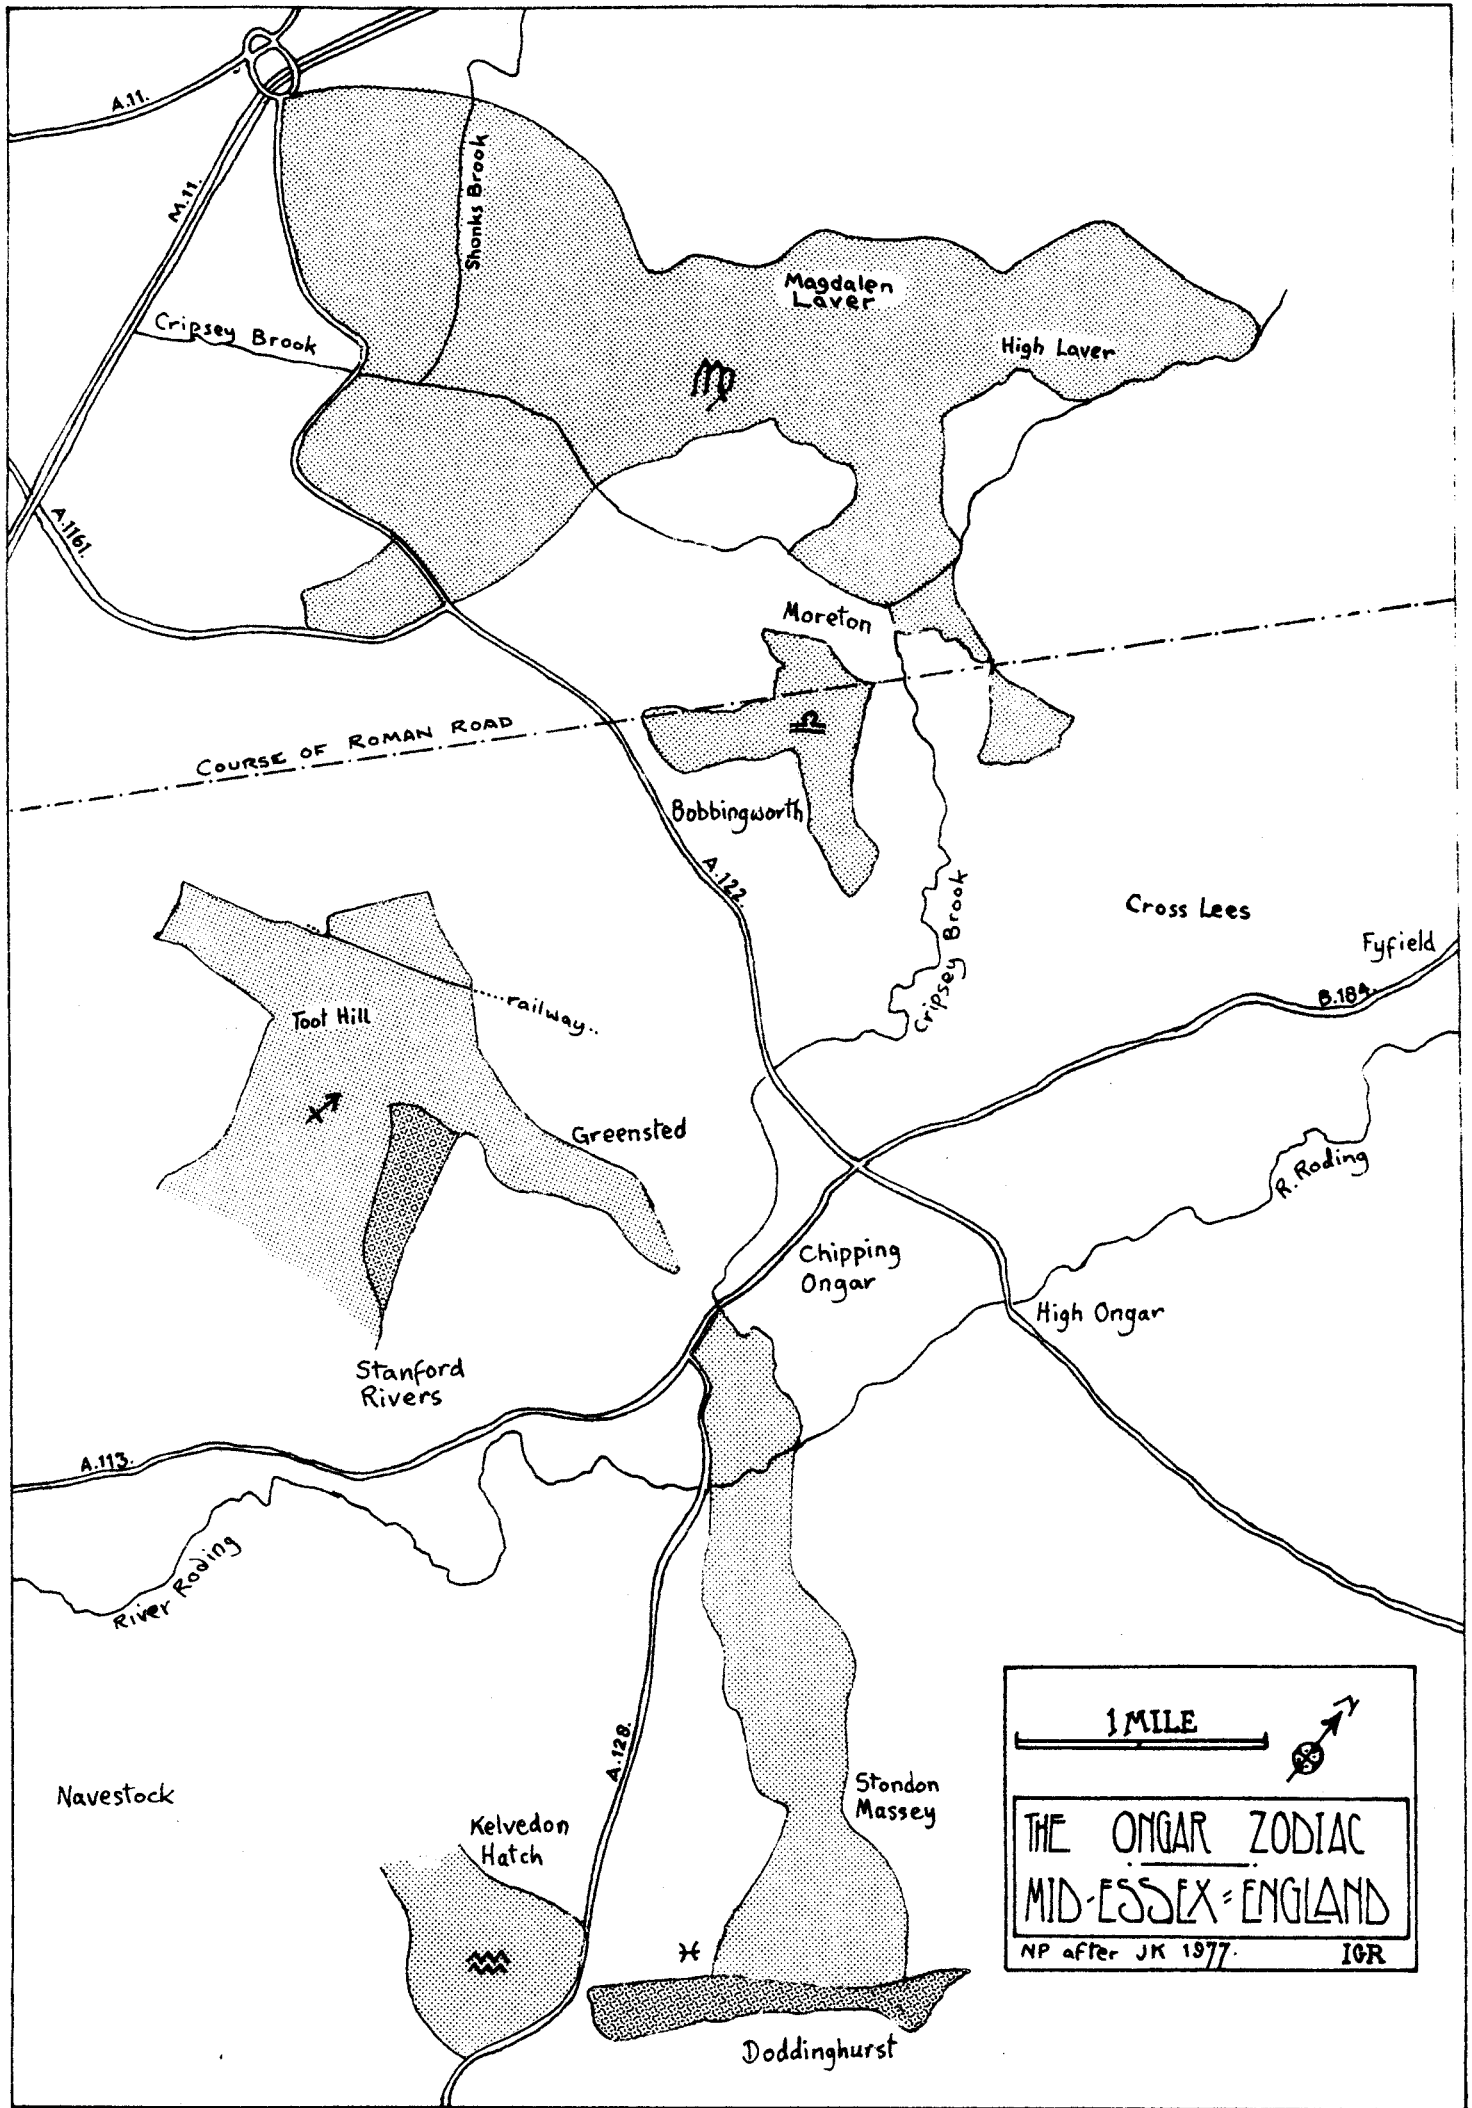 A.11.
M.11.
Shonks Brook
Magdalen
Laver
Cripsey Brook
High Laver
A.1161.
Moreton
COURSE OF ROMAN ROAD
Bobbingworth
A.122.
Cripsey Brook
Cross Lees
Fyfield
B.184.
railway..
Toot Hill
Greensted
R. Roding
Chipping
Ongar
High Ongar
Stanford
Rivers
A.113.
River Roding
A.128.
Navestock
Kelvedon
Hatch
Stondon
Massey
Doddinghurst
1 MILE
N
THE ONGAR ZODIAC
MID-ESSEX=ENGLAND
NP after JK 1977. IGR